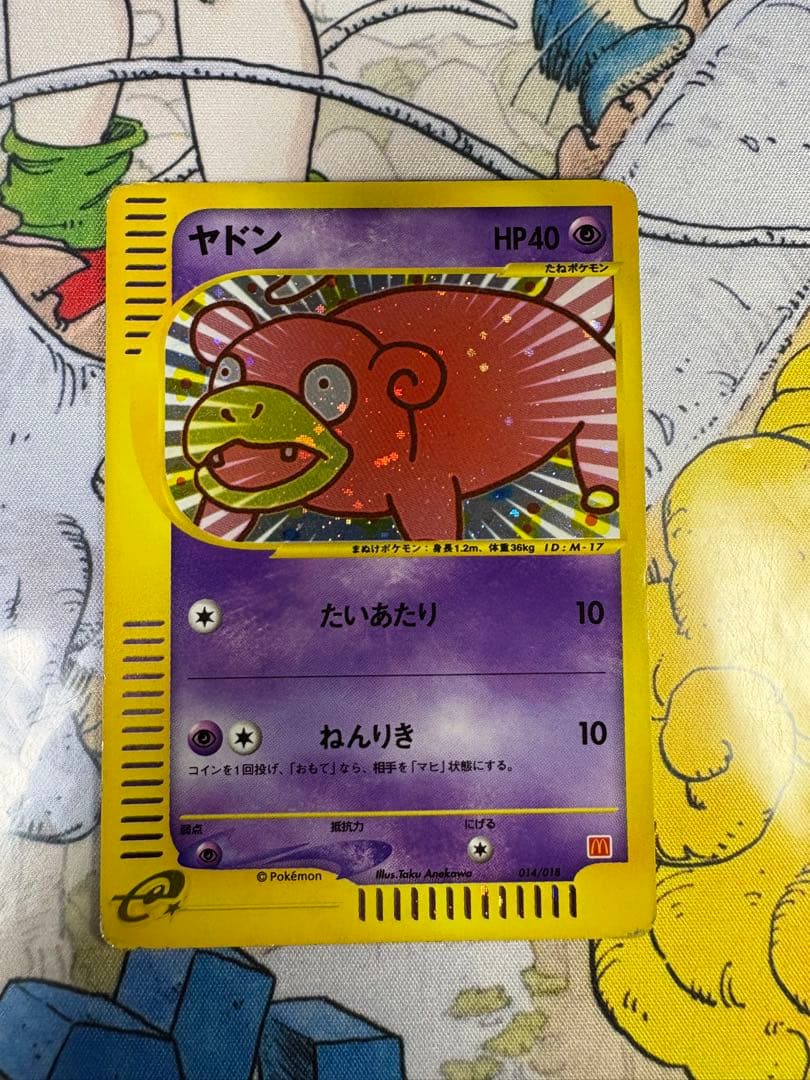 ヤドン HP40
たねポケモン
まぬけポケモン：身長1.2m、体重36kg ID:M-17
たいあたり 10
ねんりき 10
コインを1回投げ、「おもて」なら、相手を「マヒ」状態にする。
弱点 抵抗力 にげる
©Pokémon Illus.Taku Anekawa 014/018
e